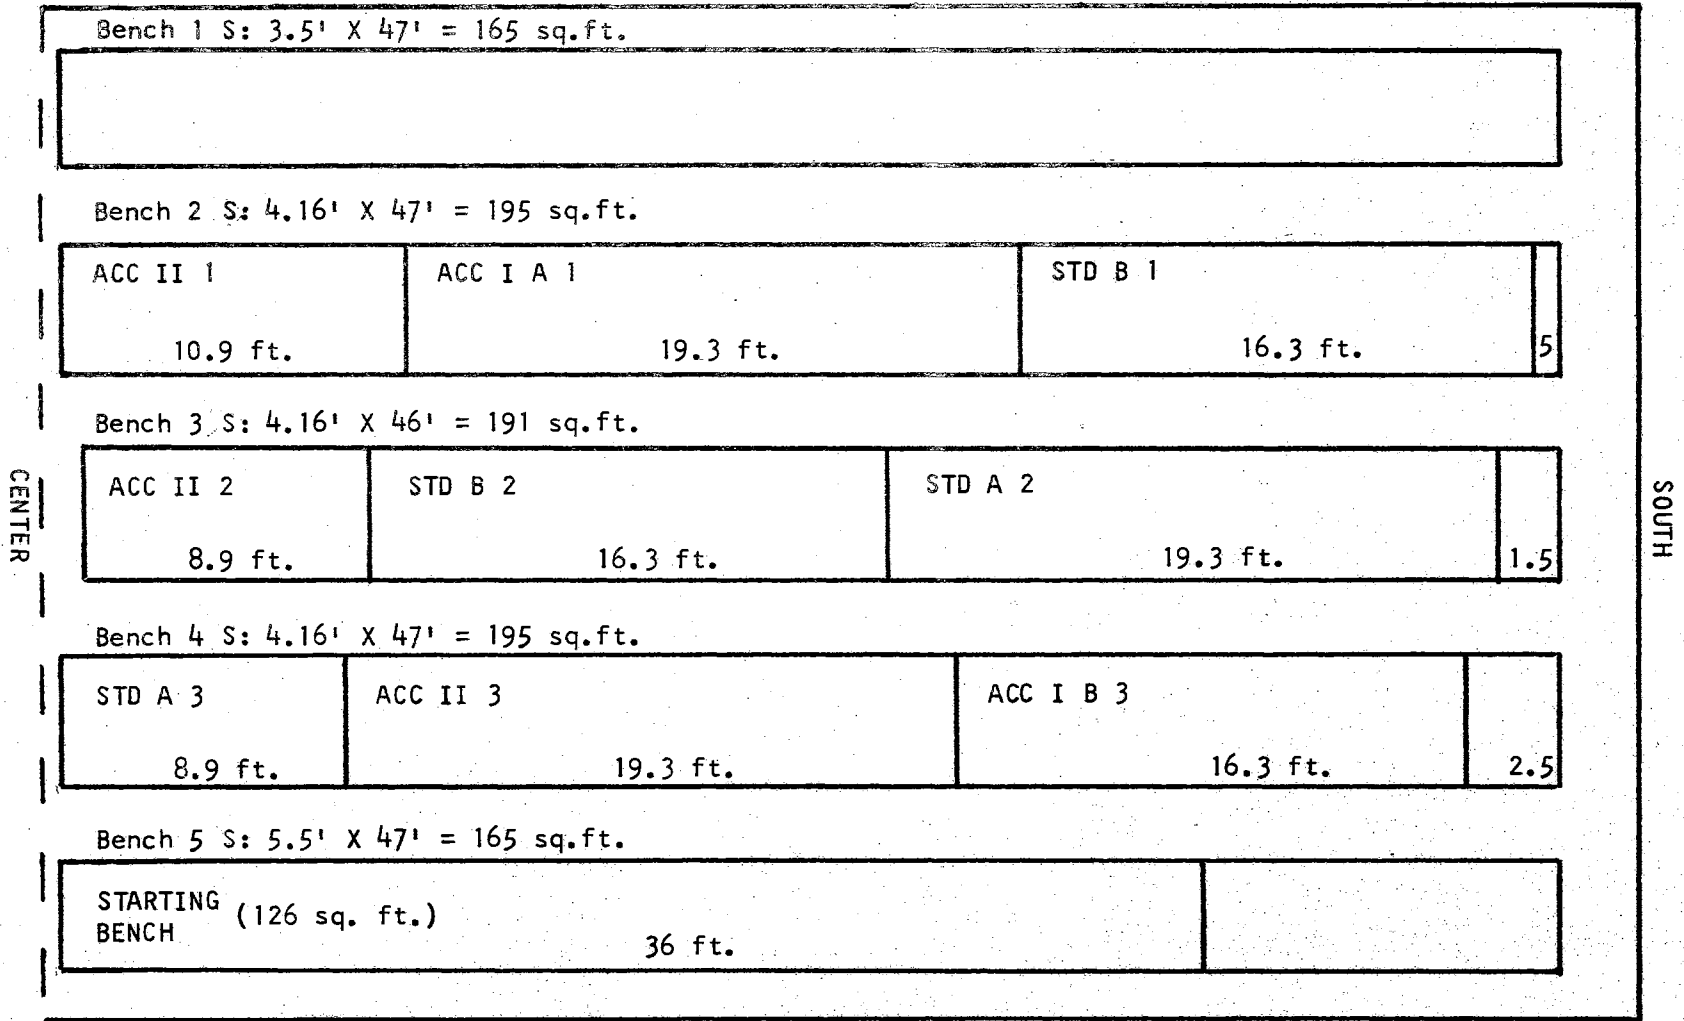 Bench 1 S: 3.5' X 47' = 165 sq.ft.
Bench 2 S: 4.16' X 47' = 195 sq.ft.
ACC II 1 ACC I A 1 STD B 1
10.9 ft. 19.3 ft. 16.3 ft. 5
Bench 3 S: 4.16' X 46' = 191 sq.ft.
ACC II 2 STD B 2 STD A 2
8.9 ft. 16.3 ft. 19.3 ft. 1.5
CENTER
SOUTH
Bench 4 S: 4.16' X 47' = 195 sq.ft.
STD A 3 ACC II 3 ACC I B 3
8.9 ft. 19.3 ft. 16.3 ft. 2.5
Bench 5 S: 5.5' X 47' = 165 sq.ft.
STARTING
BENCH
(126 sq. ft.)
36 ft.